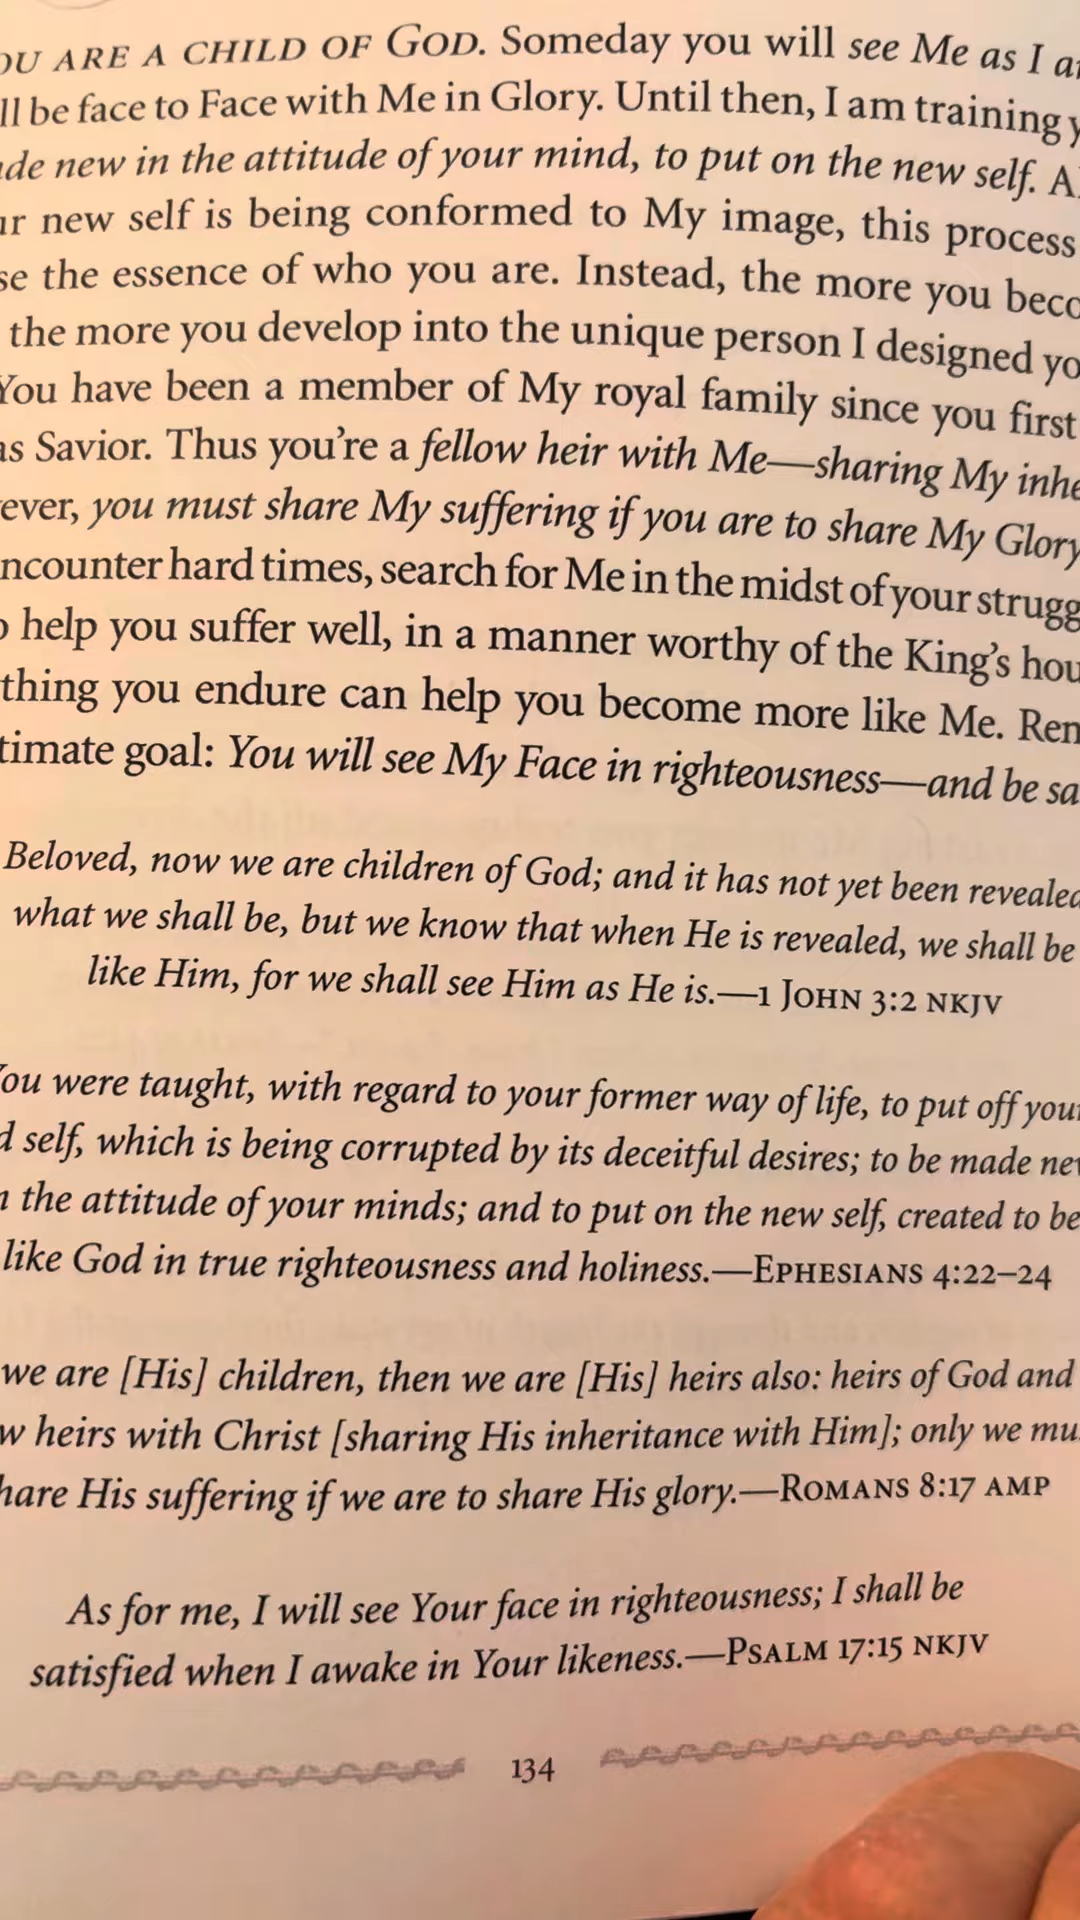 OU ARE A CHILD OF GOD. Someday you will see Me as I a
ll be face to Face with Me in Glory. Until then, I am training y
de new in the attitude of your mind, to put on the new self. A
ur new self is being conformed to My image, this process
se the essence of who you are. Instead, the more you beco
the more you develop into the unique person I designed yo
You have been a member of My royal family since you first
as Savior. Thus you're a fellow heir with Me—sharing My inhe
ever, you must share My suffering if you are to share My Glory
ncounter hard times, search for Me in the midst of your strugg
o help you suffer well, in a manner worthy of the King's hou
thing you endure can help you become more like Me. Rem
timate goal: You will see My Face in righteousness—and be sa
Beloved, now we are children of God; and it has not yet been revealed
what we shall be, but we know that when He is revealed, we shall be
like Him, for we shall see Him as He is.—1 JOHN 3:2 NKJV
You were taught, with regard to your former way of life, to put off your
d self, which is being corrupted by its deceitful desires; to be made new
n the attitude of your minds; and to put on the new self, created to be
like God in true righteousness and holiness.—EPHESIANS 4:22–24
we are [His] children, then we are [His] heirs also: heirs of God and
w heirs with Christ [sharing His inheritance with Him]; only we mu
hare His suffering if we are to share His glory.—ROMANS 8:17 AMP
As for me, I will see Your face in righteousness; I shall be
satisfied when I awake in Your likeness.—PSALM 17:15 NKJV
134